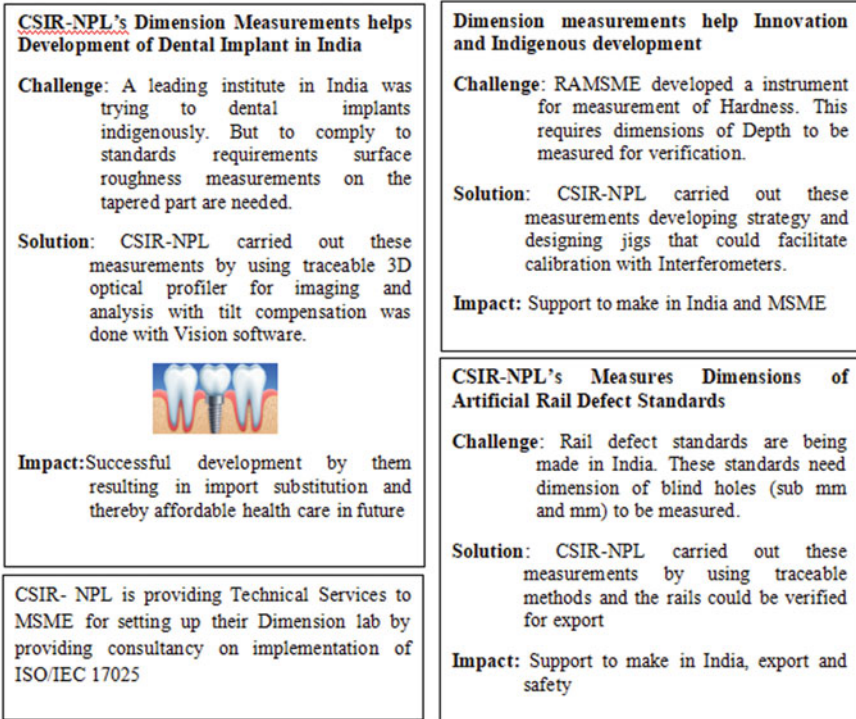 CSIR-NPL's Dimension Measurements helps
Development of Dental Implant in India
Challenge: A leading institute in India was
trying to dental implants
indigenously. But to comply to
standards requirements surface
roughness measurements on the
tapered part are needed.
Solution: CSIR-NPL carried out these
measurements by using traceable 3D
optical profiler for imaging and
analysis with tilt compensation was
done with Vision software.
Impact:Successful development by them
resulting in import substitution and
thereby affordable health care in future
CSIR- NPL is providing Technical Services to
MSME for setting up their Dimension lab by
providing consultancy on implementation of
ISO/IEC 17025
Dimension measurements help Innovation
and Indigenous development
Challenge: RAMSME developed a instrument
for measurement of Hardness. This
requires dimensions of Depth to be
measured for verification.
Solution: CSIR-NPL carried out these
measurements developing strategy and
designing jigs that could facilitate
calibration with Interferometers.
Impact: Support to make in India and MSME
CSIR-NPL's Measures Dimensions of
Artificial Rail Defect Standards
Challenge: Rail defect standards are being
made in India. These standards need
dimension of blind holes (sub mm
and mm) to be measured.
Solution: CSIR-NPL carried out these
measurements by using traceable
methods and the rails could be verified
for export
Impact: Support to make in India, export and
safety